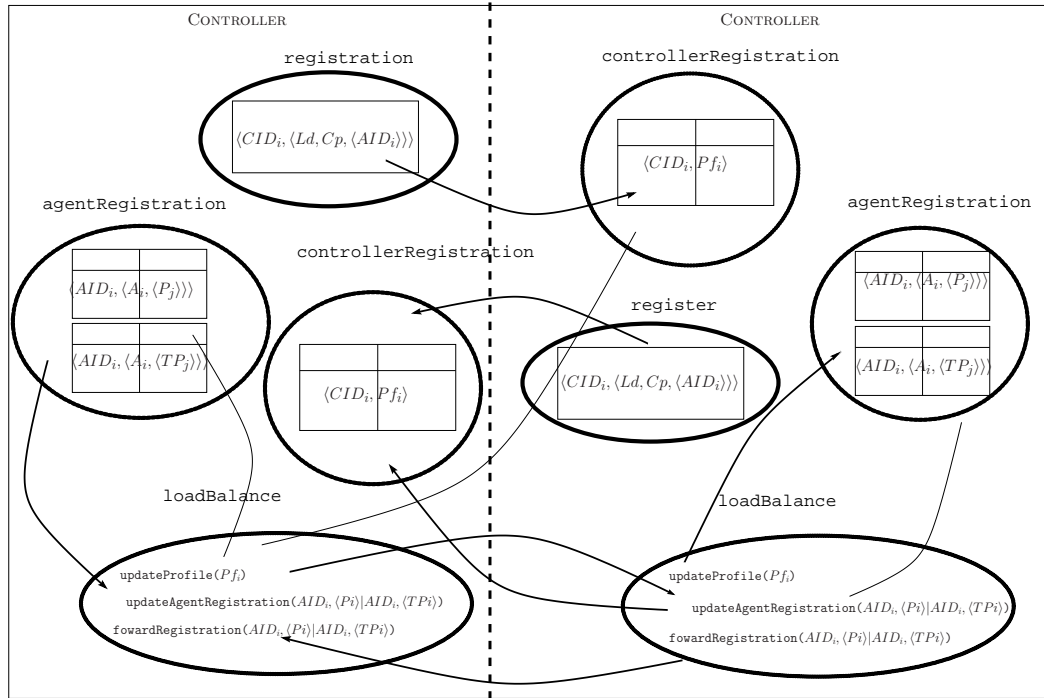 CONTROLLER
CONTROLLER
registration
controllerRegistration
⟨CID_i, ⟨Ld, Cp, ⟨AID_i⟩⟩⟩
⟨CID_i, Pf_i⟩
agentRegistration
agentRegistration
controllerRegistration
⟨AID_i, ⟨A_i, ⟨P_j⟩⟩⟩
⟨AID_i, ⟨A_i, ⟨P_j⟩⟩⟩
register
⟨AID_i, ⟨A_i, ⟨TP_j⟩⟩⟩
⟨AID_i, ⟨A_i, ⟨TP_j⟩⟩⟩
⟨CID_i, Pf_i⟩
⟨CID_i, ⟨Ld, Cp, ⟨AID_i⟩⟩⟩
loadBalance
loadBalance
updateProfile(Pf_i)
updateAgentRegistration(AID_i, ⟨Pi⟩|AID_i, ⟨TPi⟩)
fowardRegistration(AID_i, ⟨Pi⟩|AID_i, ⟨TPi⟩)
updateProfile(Pf_i)
updateAgentRegistration(AID_i, ⟨Pi⟩|AID_i, ⟨TPi⟩)
fowardRegistration(AID_i, ⟨Pi⟩|AID_i, ⟨TPi⟩)